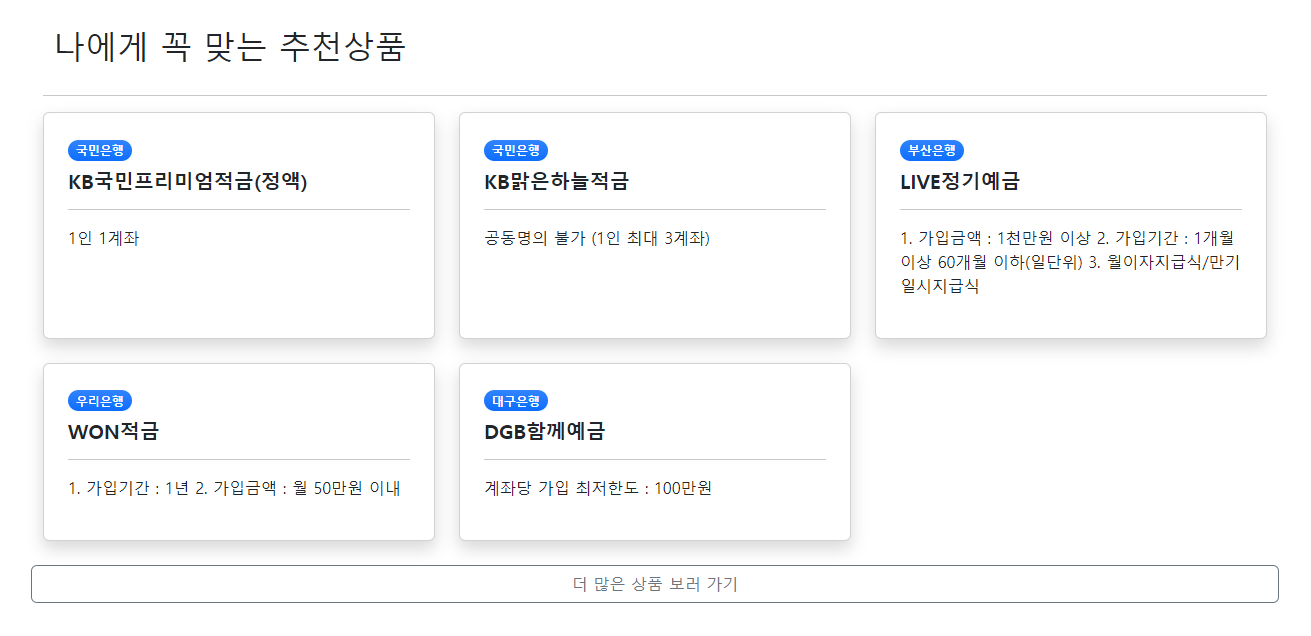 나에게 꼭 맞는 추천상품
국민은행
KB국민프리미엄적금(정액)
1인 1계좌
국민은행
KB맑은하늘적금
공동명의 불가 (1인 최대 3계좌)
부산은행
LIVE정기예금
1. 가입금액 : 1천만원 이상 2. 가입기간 : 1개월
이상 60개월 이하(일단위) 3. 월이자지급식/만기
일시지급식
우리은행
WON적금
1. 가입기간 : 1년 2. 가입금액 : 월 50만원 이내
대구은행
DGB함께예금
계좌당 가입 최저한도 : 100만원
더 많은 상품 보러 가기